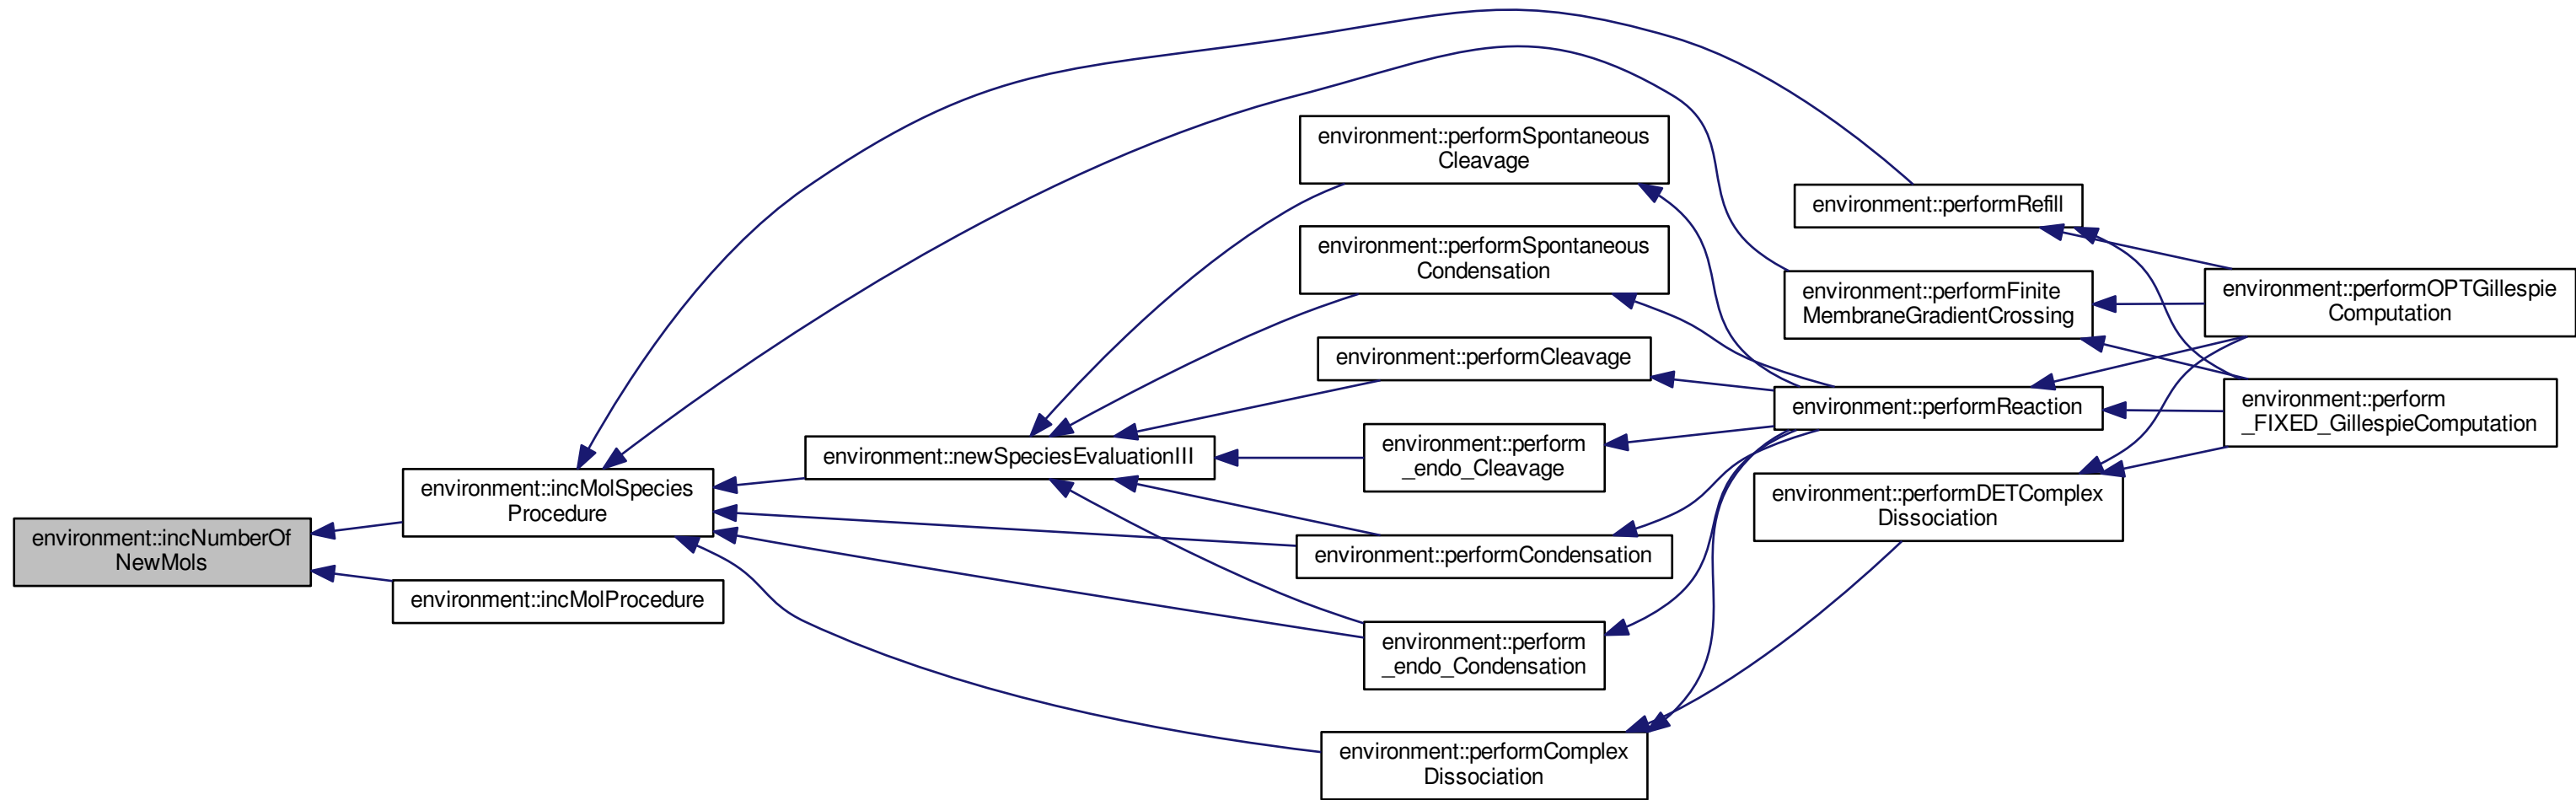 environment::incNumberOf
NewMols
environment::incMolSpecies
Procedure
environment::incMolProcedure
environment::newSpeciesEvaluationIII
environment::performSpontaneous
Cleavage
environment::performSpontaneous
Condensation
environment::performCleavage
environment::perform
_endo_Cleavage
environment::performCondensation
environment::perform
_endo_Condensation
environment::performComplex
Dissociation
environment::performRefill
environment::performFinite
MembraneGradientCrossing
environment::performReaction
environment::performDETComplex
Dissociation
environment::performOPTGillespie
Computation
environment::perform
_FIXED_GillespieComputation